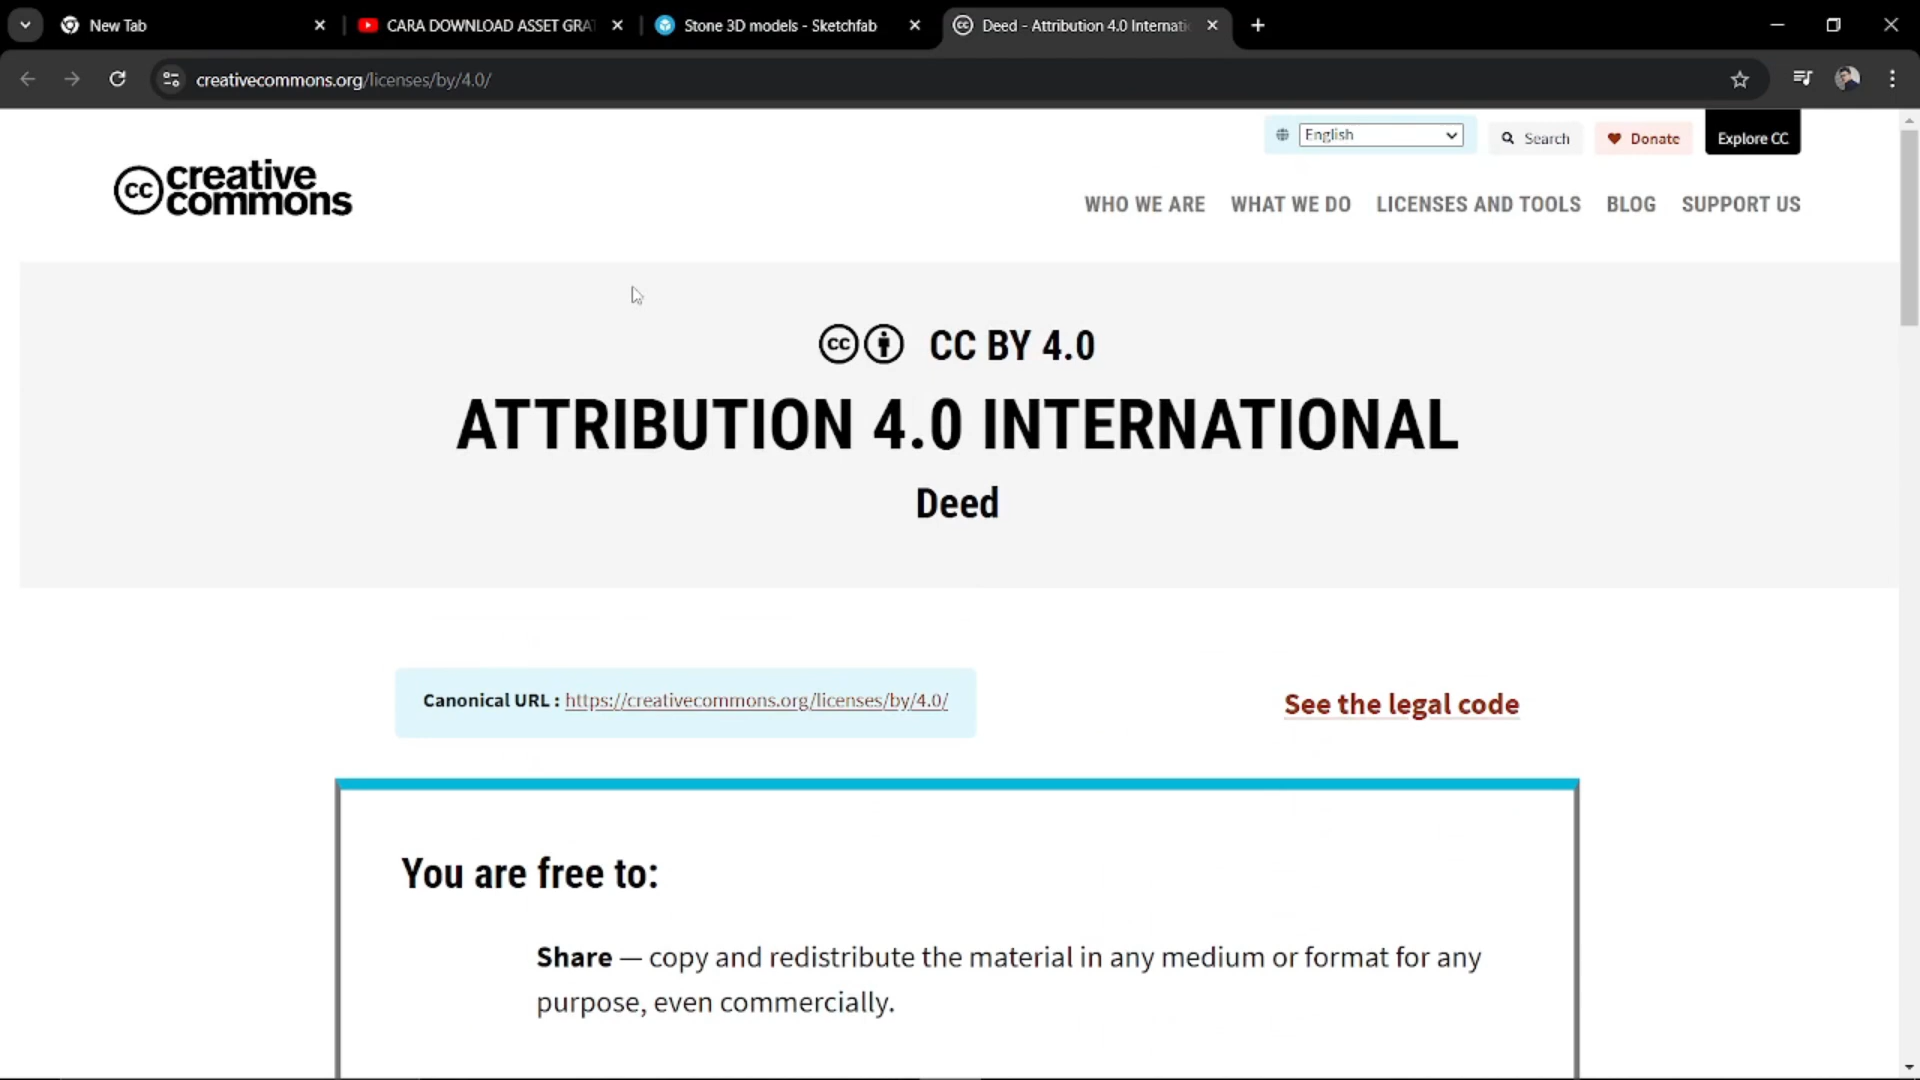 New Tab
CARA DOWNLOAD ASSET GRAT
Stone 3D models - Sketchfab
Deed - Attribution 4.0 Internati
creativecommons.org/licenses/by/4.0/
English
Search
Donate
Explore CC
cc creative commons
WHO WE ARE
WHAT WE DO
LICENSES AND TOOLS
BLOG
SUPPORT US
CC BY 4.0
ATTRIBUTION 4.0 INTERNATIONAL
Deed
Canonical URL : https://creativecommons.org/licenses/by/4.0/
See the legal code
You are free to:
Share — copy and redistribute the material in any medium or format for any
purpose, even commercially.